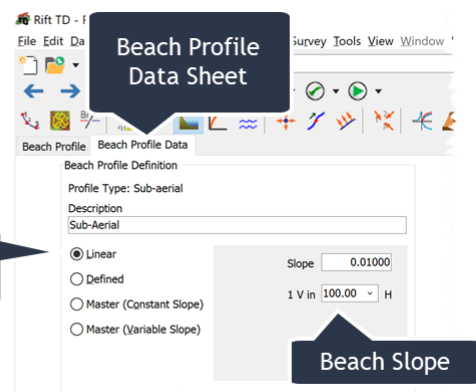 Rift TD - F
File Edit Da
Survey Tools View Window
Beach Profile
Data Sheet
Beach Profile Beach Profile Data
Beach Profile Definition
Profile Type: Sub-aerial
Description
Sub-Aerial
Linear
Defined
Master (Constant Slope)
Master (Variable Slope)
Slope 0.01000
1 V in 100.00 H
Beach Slope